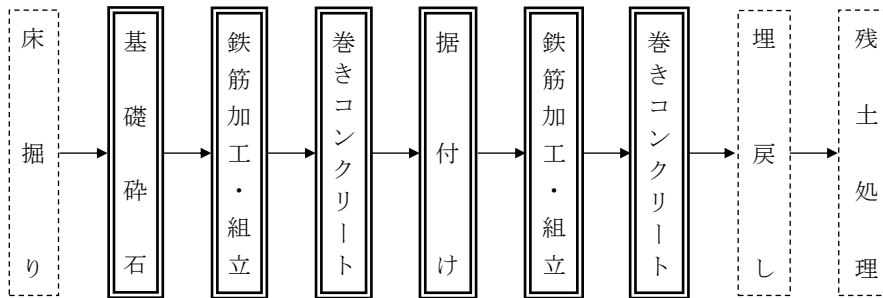 床掘り
基礎砕石
鉄筋加工・組立
巻きコンクリート
据付け
鉄筋加工・組立
巻きコンクリート
埋戻し
残土処理